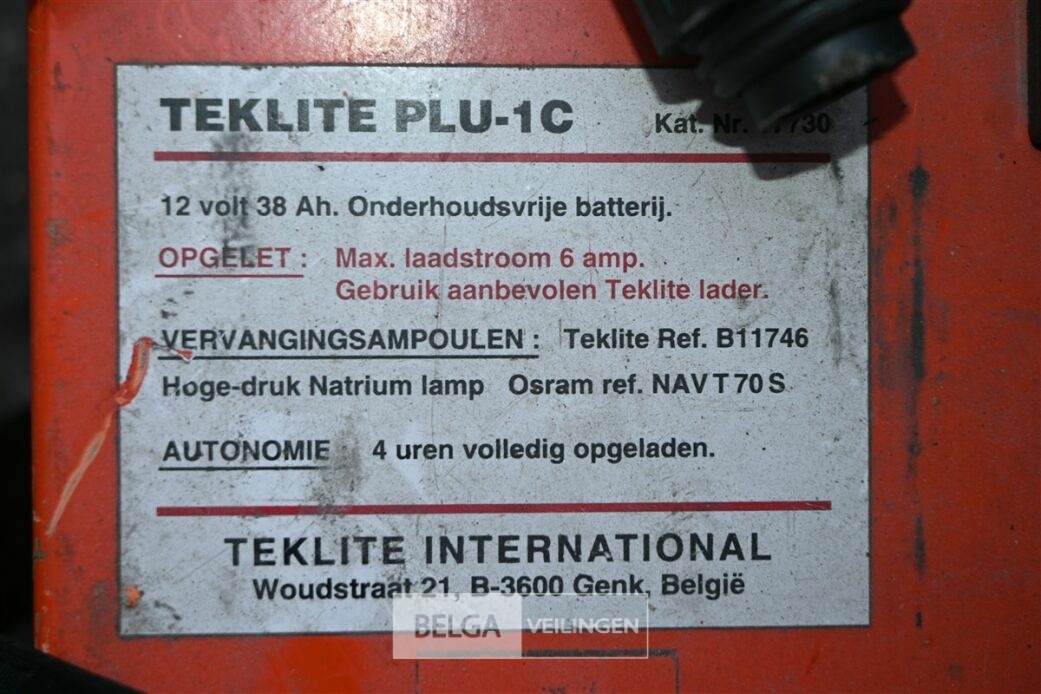 TEKLITE PLU-1C Kat. Nr.
12 volt 38 Ah. Onderhoudsvrije batterij.
OPGELET : Max. laadstroom 6 amp.
Gebruik aanbevolen Teklite lader.
VERVANGINGSAMPOULEN : Teklite Ref. B11746
Hoge-druk Natrium lamp Osram ref. NAV T 70 S
AUTONOMIE : 4 uren volledig opgeladen.
TEKLITE INTERNATIONAL
Woudstraat 21, B-3600 Genk, België
BELGA VEILINGEN